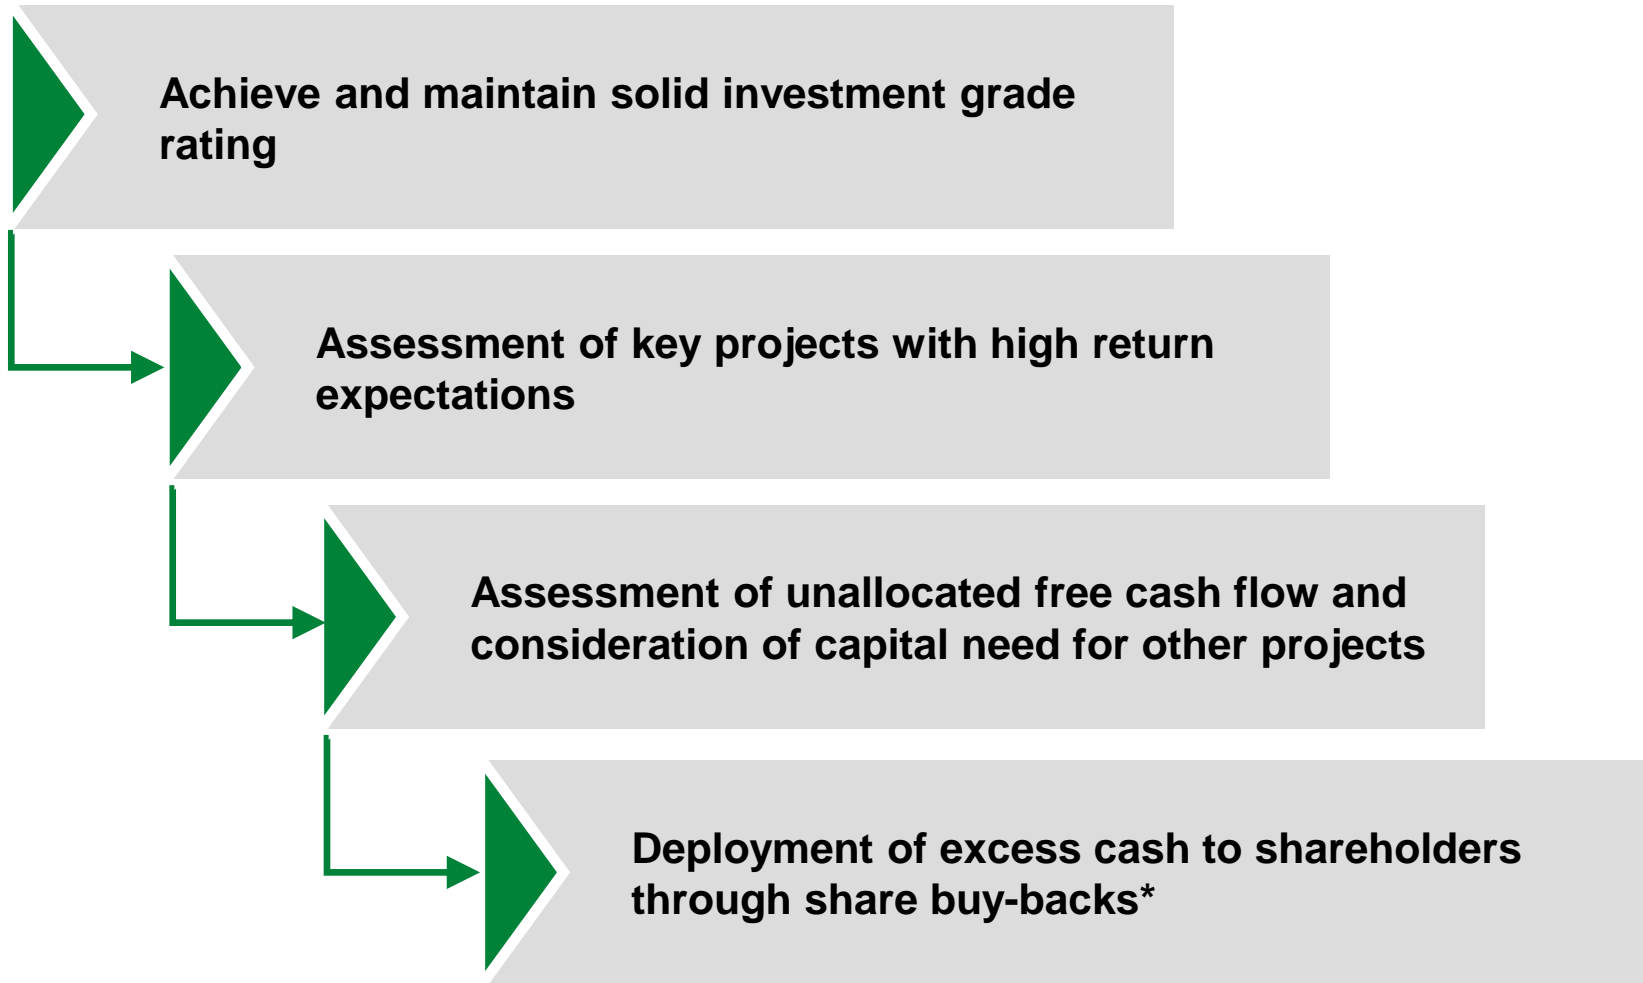 Achieve and maintain solid investment grade
rating
Assessment of key projects with high return
expectations
Assessment of unallocated free cash flow and
consideration of capital need for other projects
Deployment of excess cash to shareholders
through share buy-backs*